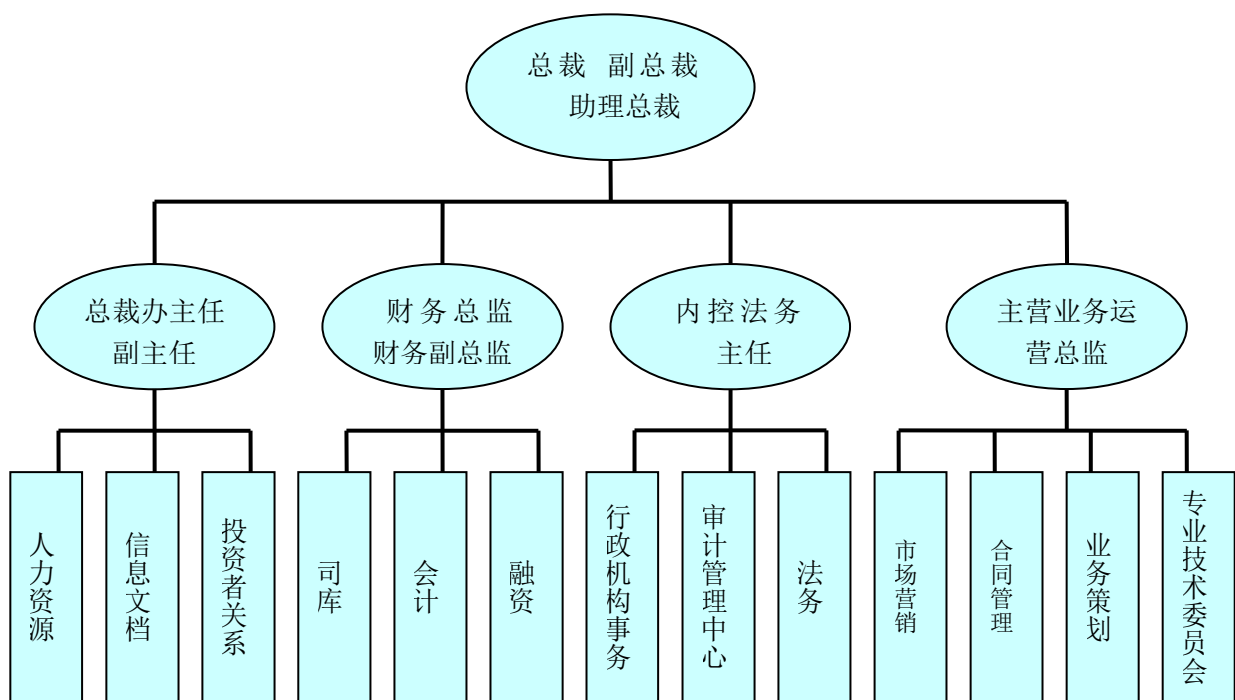 总裁 副总裁
助理总裁
总裁办主任
副主任
财务总监
财务副总监
内控法务
主任
主营业务运
营总监
人力资源
信息文档
投资者关系
司库
会计
融资
行政机构事务
审计管理中心
法务
市场营销
合同管理
业务策划
专业技术委员会